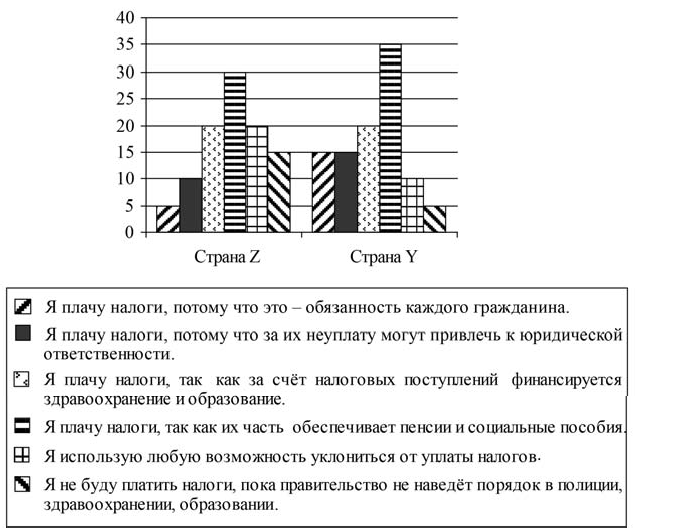 40
35
30
25
20
15
10
5
0
Страна Z Страна Y
Я плачу налоги, потому что это – обязанность каждого гражданина.
Я плачу налоги, потому что за их неуплату могут привлечь к юридической
ответственности.
Я плачу налоги, так как за счёт налоговых поступлений финансируется
здравоохранение и образование.
Я плачу налоги, так как их часть обеспечивает пенсии и социальные пособия.
Я использую любую возможность уклониться от уплаты налогов.
Я не буду платить налоги, пока правительство не наведёт порядок в полиции,
здравоохранении, образовании.